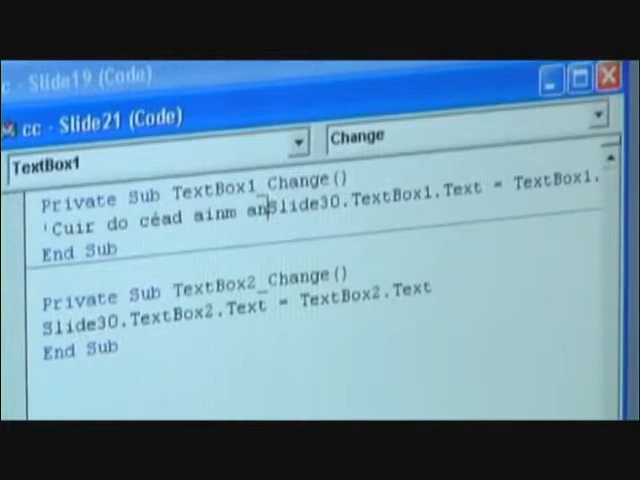 cc - Slide19 (Code)
cc - Slide21 (Code)
TextBox1
Change
Private Sub TextBox1_Change()
'Cuir do céad ainm anSlide30.TextBox1.Text = TextBox1.
End Sub
Private Sub TextBox2_Change()
Slide30.TextBox2.Text = TextBox2.Text
End Sub